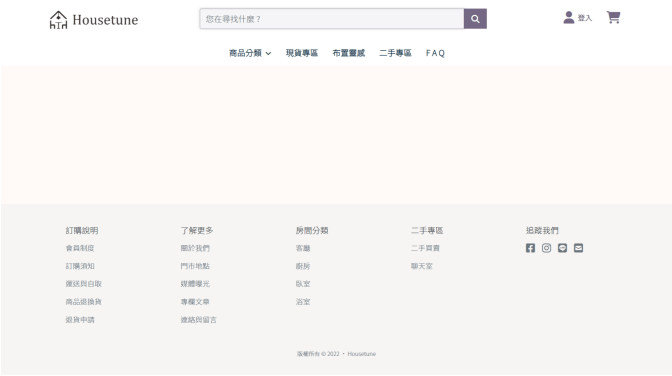 Housetune
您在尋找什麼？
登入
商品分類 現貨專區 布置靈感 二手專區 FAQ
訂購說明 了解更多 房間分類 二手專區 追蹤我們
會員制度 關於我們 客廳 二手買賣
訂購須知 門市地點 廚房 聊天室
運送與自取 媒體曝光 臥室
商品退換貨 專欄文章 浴室
退貨申請 連絡與留言
版權所有 © 2022 · Housetune